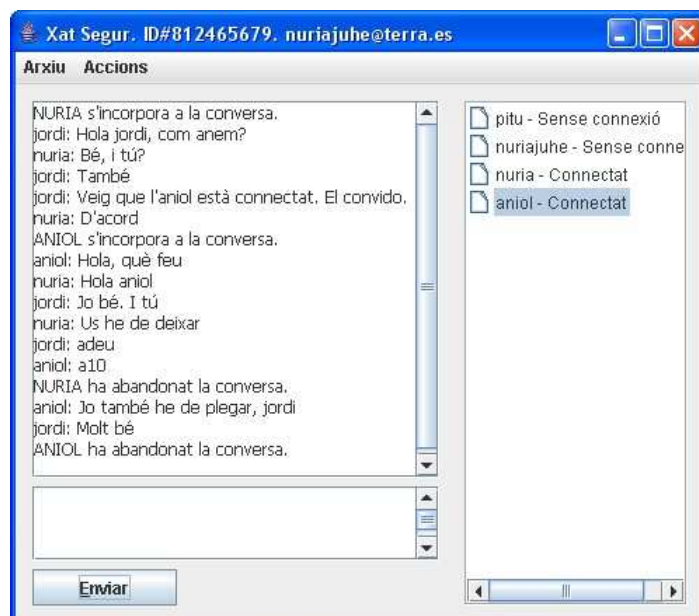 Xat Segur. ID#812465679. nuriajuhe@terra.es
Arxiu Accions
NURIA s'incorpora a la conversa.
jordi: Hola jordi, com anem?
nuria: Bé, i tú?
jordi: També
jordi: Veig que l'aniol està connectat. El convido.
nuria: D'acord
ANIOL s'incorpora a la conversa.
aniol: Hola, què feu
nuria: Hola aniol
jordi: Jo bé. I tú
nuria: Us he de deixar
jordi: adeu
aniol: a10
NURIA ha abandonat la conversa.
aniol: Jo també he de plegar, jordi
jordi: Molt bé
ANIOL ha abandonat la conversa.
Enviar
pitu - Sense connexió
nuriajuhe - Sense conne
nuria - Connectat
aniol - Connectat